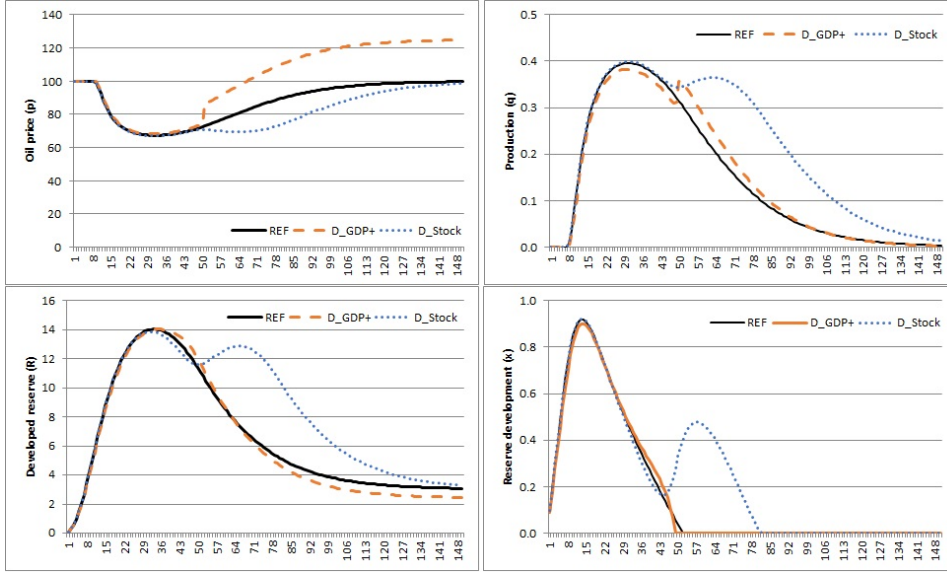 140
120
100
80
60
40
20
0
Oil price (p)
REF D_GDP+ D_Stock
1 8 15 22 29 36 43 50 57 64 71 78 85 92 99 106 113 120 127 134 141 148
0.5
0.4
0.3
0.2
0.1
0.0
Production (q)
REF D_GDP+ D_Stock
1 8 15 22 29 36 43 50 57 64 71 78 85 92 99 106 113 120 127 134 141 148
16
14
12
10
8
6
4
2
0
Developed reserve (R)
REF D_GDP+ D_Stock
1 8 15 22 29 36 43 50 57 64 71 78 85 92 99 106 113 120 127 134 141 148
1.0
0.8
0.6
0.4
0.2
0.0
Reserve development (x)
REF D_GDP+ D_Stock
1 8 15 22 29 36 43 50 57 64 71 78 85 92 99 106 113 120 127 134 141 148